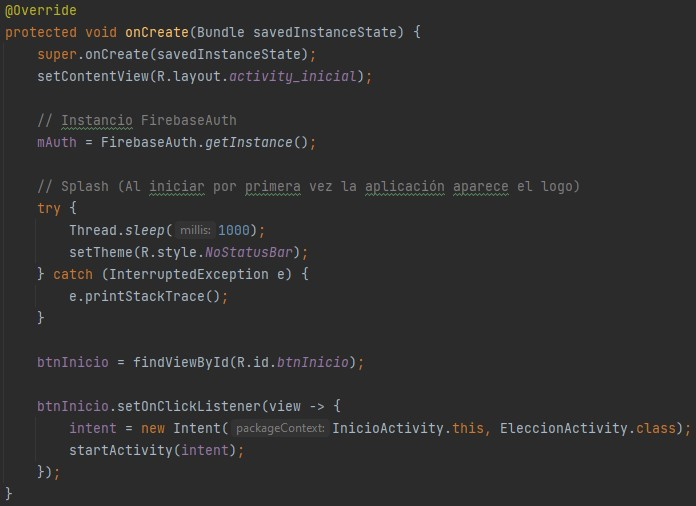 @Override
protected void onCreate(Bundle savedInstanceState) {
    super.onCreate(savedInstanceState);
    setContentView(R.layout.activity_inicial);

    // Instancio FirebaseAuth
    mAuth = FirebaseAuth.getInstance();

    // Splash (Al iniciar por primera vez la aplicación aparece el logo)
    try {
        Thread.sleep( millis: 1000);
        setTheme(R.style.NoStatusBar);
    } catch (InterruptedException e) {
        e.printStackTrace();
    }

    btnInicio = findViewById(R.id.btnInicio);

    btnInicio.setOnClickListener(view -> {
        intent = new Intent( packageContext: InicioActivity.this, EleccionActivity.class);
        startActivity(intent);
    });
}